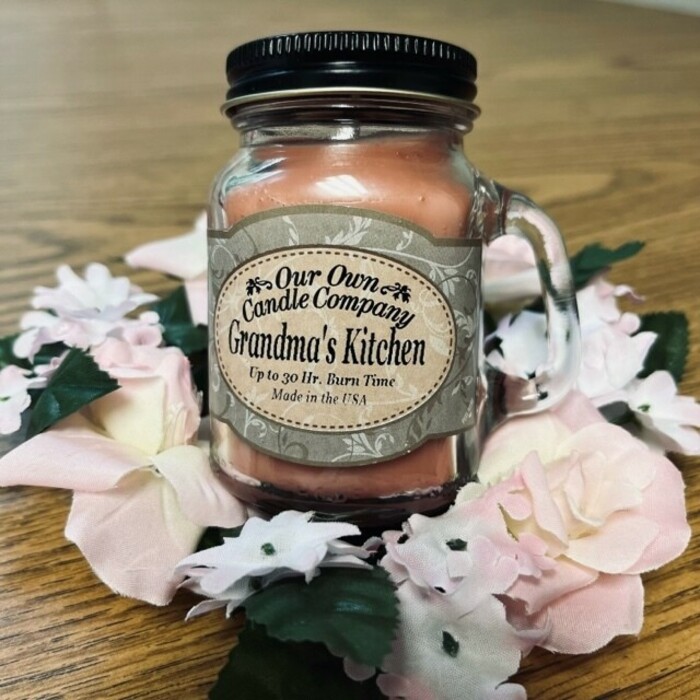 Our Own
Candle Company
Grandma's Kitchen
Up to 30 Hr. Burn Time
Made in the USA